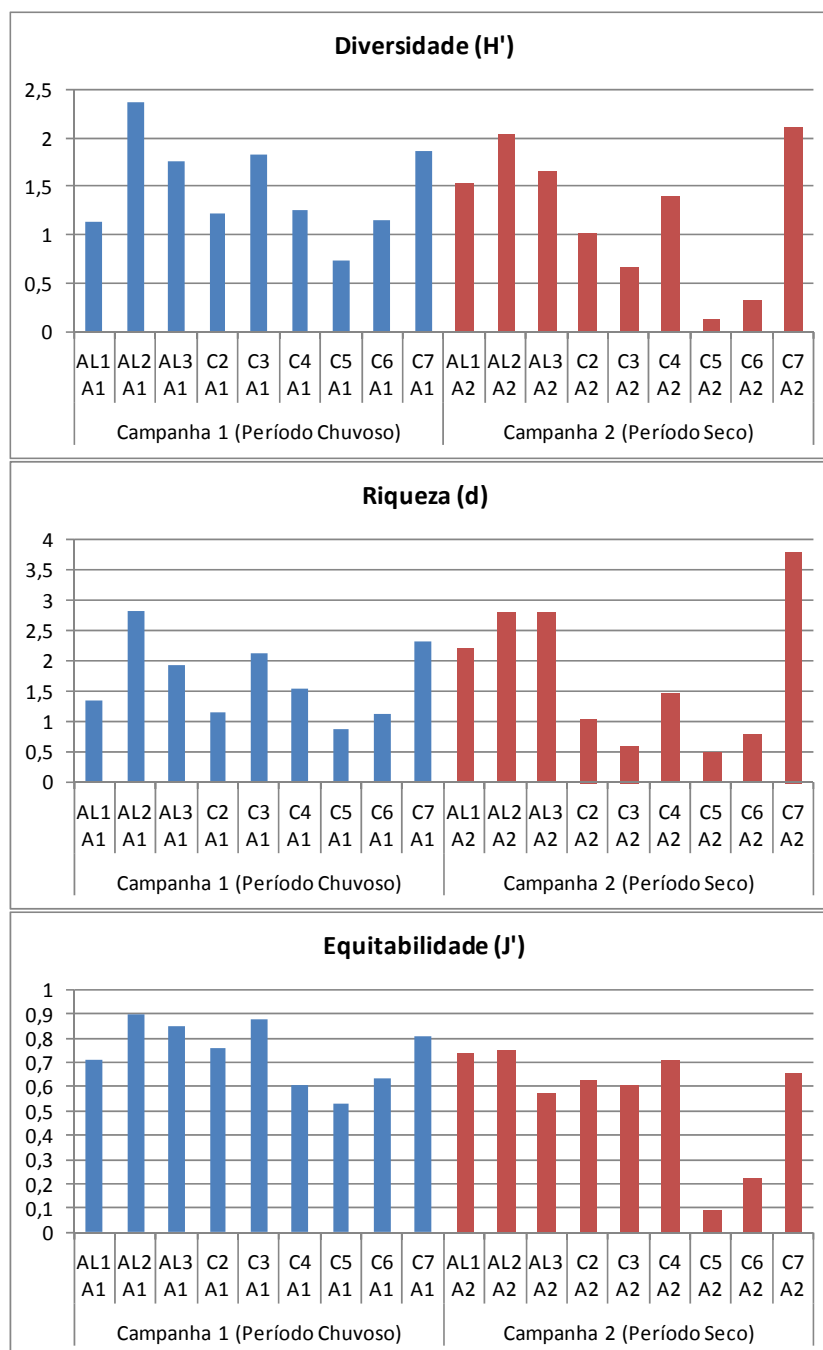 Diversidade (H')
2,5
2
1,5
1
0,5
0
AL1 AL2 AL3 C2 C3 C4 C5 C6 C7 AL1 AL2 AL3 C2 C3 C4 C5 C6 C7
A1 A1 A1 A1 A1 A1 A1 A1 A1 A2 A2 A2 A2 A2 A2 A2 A2 A2
Campanha 1 (Período Chuvoso) Campanha 2 (Período Seco)
Riqueza (d)
4
3,5
3
2,5
2
1,5
1
0,5
0
AL1 AL2 AL3 C2 C3 C4 C5 C6 C7 AL1 AL2 AL3 C2 C3 C4 C5 C6 C7
A1 A1 A1 A1 A1 A1 A1 A1 A1 A2 A2 A2 A2 A2 A2 A2 A2 A2
Campanha 1 (Período Chuvoso) Campanha 2 (Período Seco)
Equitabilidade (J')
1
0,9
0,8
0,7
0,6
0,5
0,4
0,3
0,2
0,1
0
AL1 AL2 AL3 C2 C3 C4 C5 C6 C7 AL1 AL2 AL3 C2 C3 C4 C5 C6 C7
A1 A1 A1 A1 A1 A1 A1 A1 A1 A2 A2 A2 A2 A2 A2 A2 A2 A2
Campanha 1 (Período Chuvoso) Campanha 2 (Período Seco)